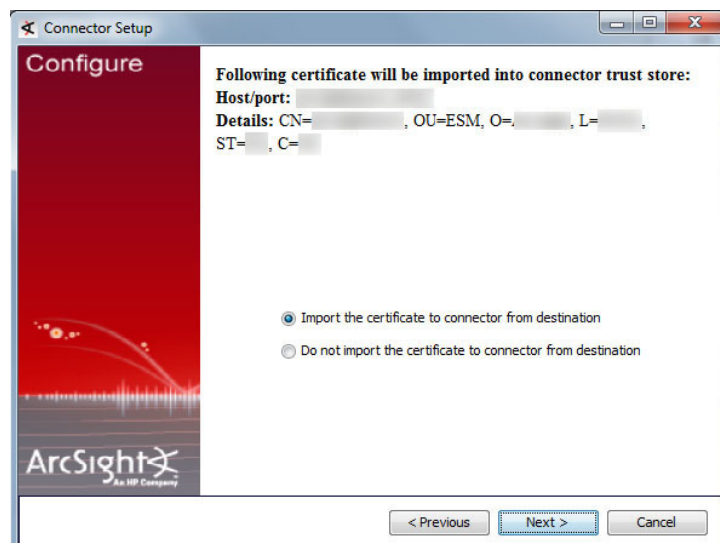 Connector Setup
Configure
Following certificate will be imported into connector trust store:
Host/port:
Details: CN= , OU=ESM, O= , L= ,
ST= , C=
Import the certificate to connector from destination
Do not import the certificate to connector from destination
ArcSight
An HP Company
< Previous
Next >
Cancel